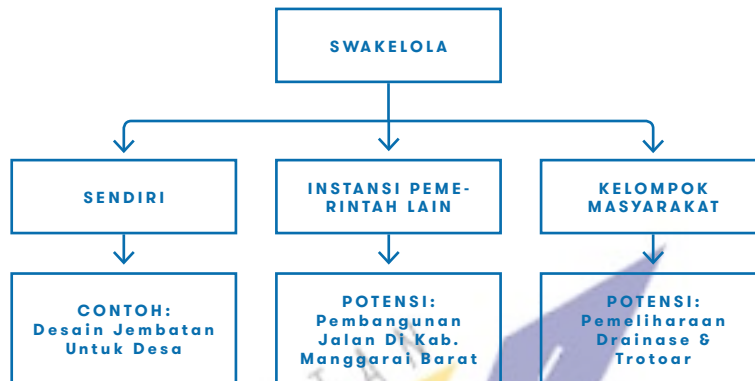 SWAKELOLA
SENDIRI
INSTANSI PEME-
RINTAH LAIN
KELOMPOK
MASYARAKAT
CONTOH:
Desain Jembatan
Untuk Desa
POTENSI:
Pembangunan
Jalan Di Kab.
Manggarai Barat
POTENSI:
Pemeliharaan
Drainase &
Trotoar